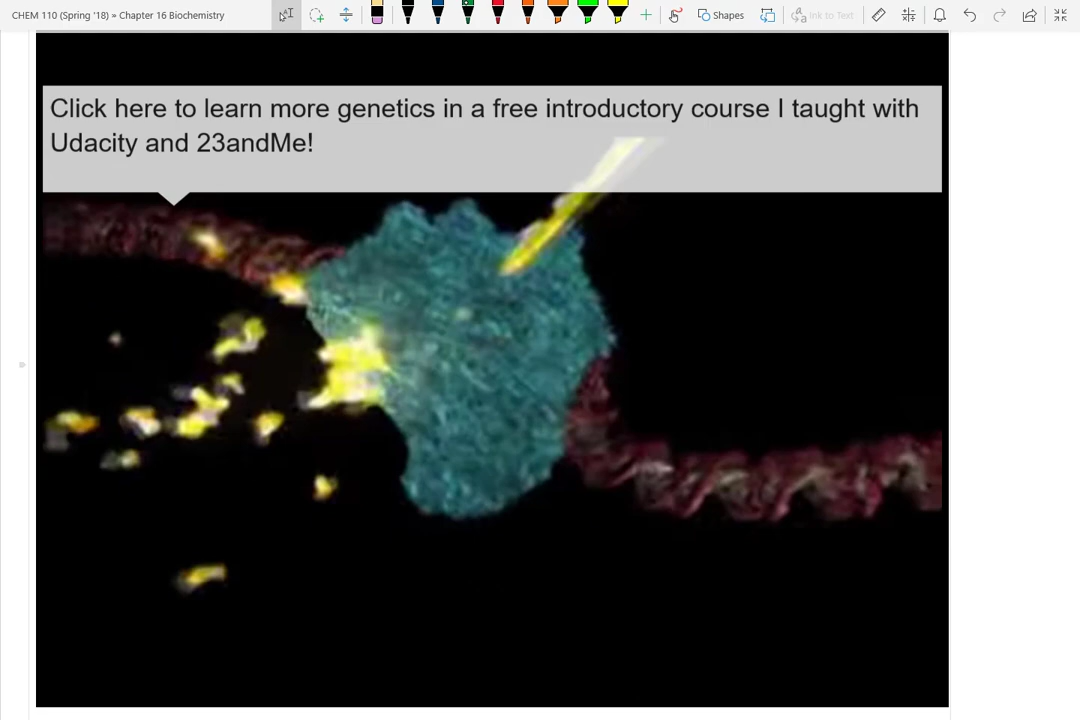 CHEM 110 (Spring '18) » Chapter 16 Biochemistry
Shapes
Ink to Text
Click here to learn more genetics in a free introductory course I taught with
Udacity and 23andMe!